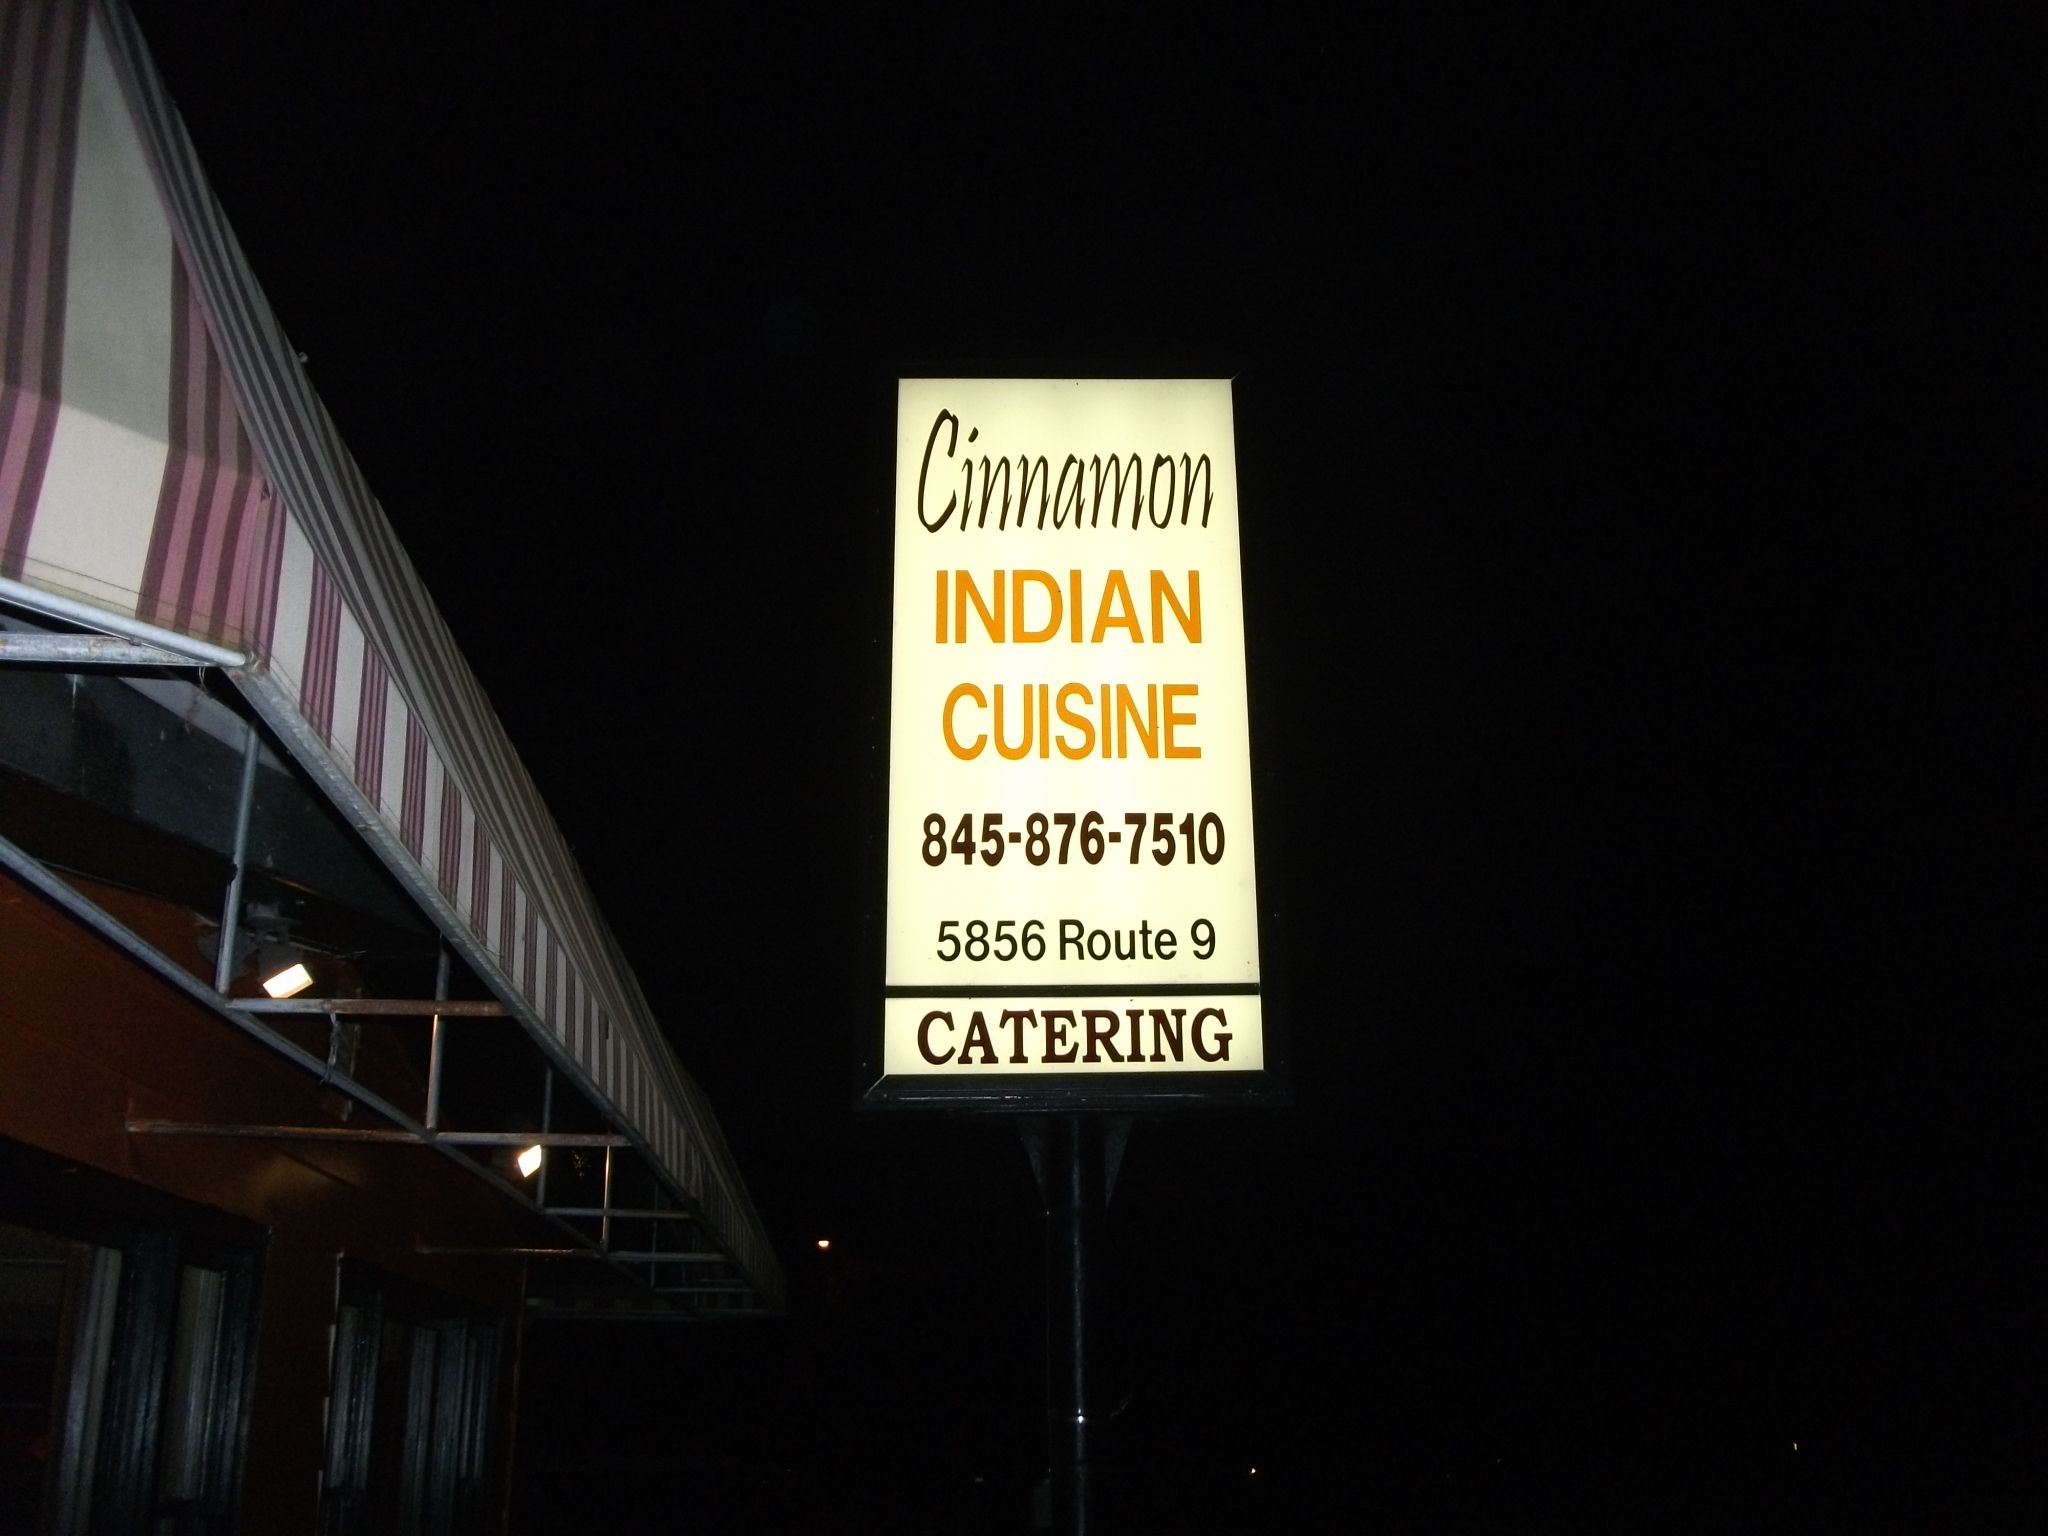 Cinnamon
INDIAN
CUISINE
845-876-7510
5856 Route 9
CATERING